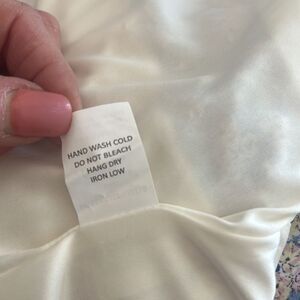 HAND WASH COLD
DO NOT BLEACH
HANG DRY
IRON LOW